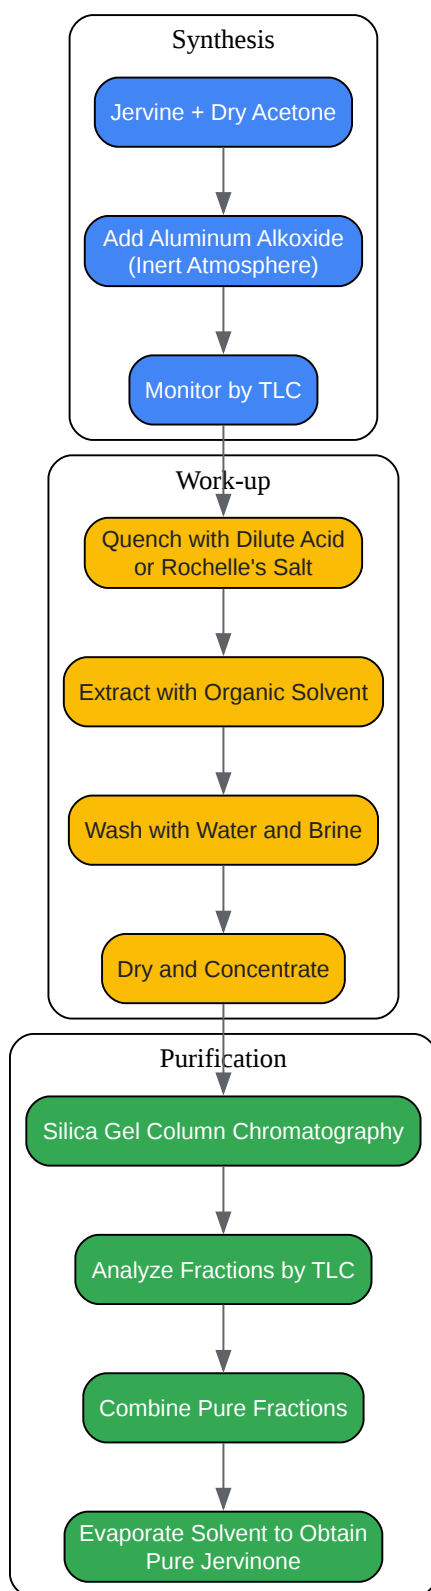 Synthesis
Jervine + Dry Acetone
Add Aluminum Alkoxide
(Inert Atmosphere)
Monitor by TLC
Work-up
Quench with Dilute Acid
or Rochelle's Salt
Extract with Organic Solvent
Wash with Water and Brine
Dry and Concentrate
Purification
Silica Gel Column Chromatography
Analyze Fractions by TLC
Combine Pure Fractions
Evaporate Solvent to Obtain
Pure Jervinone